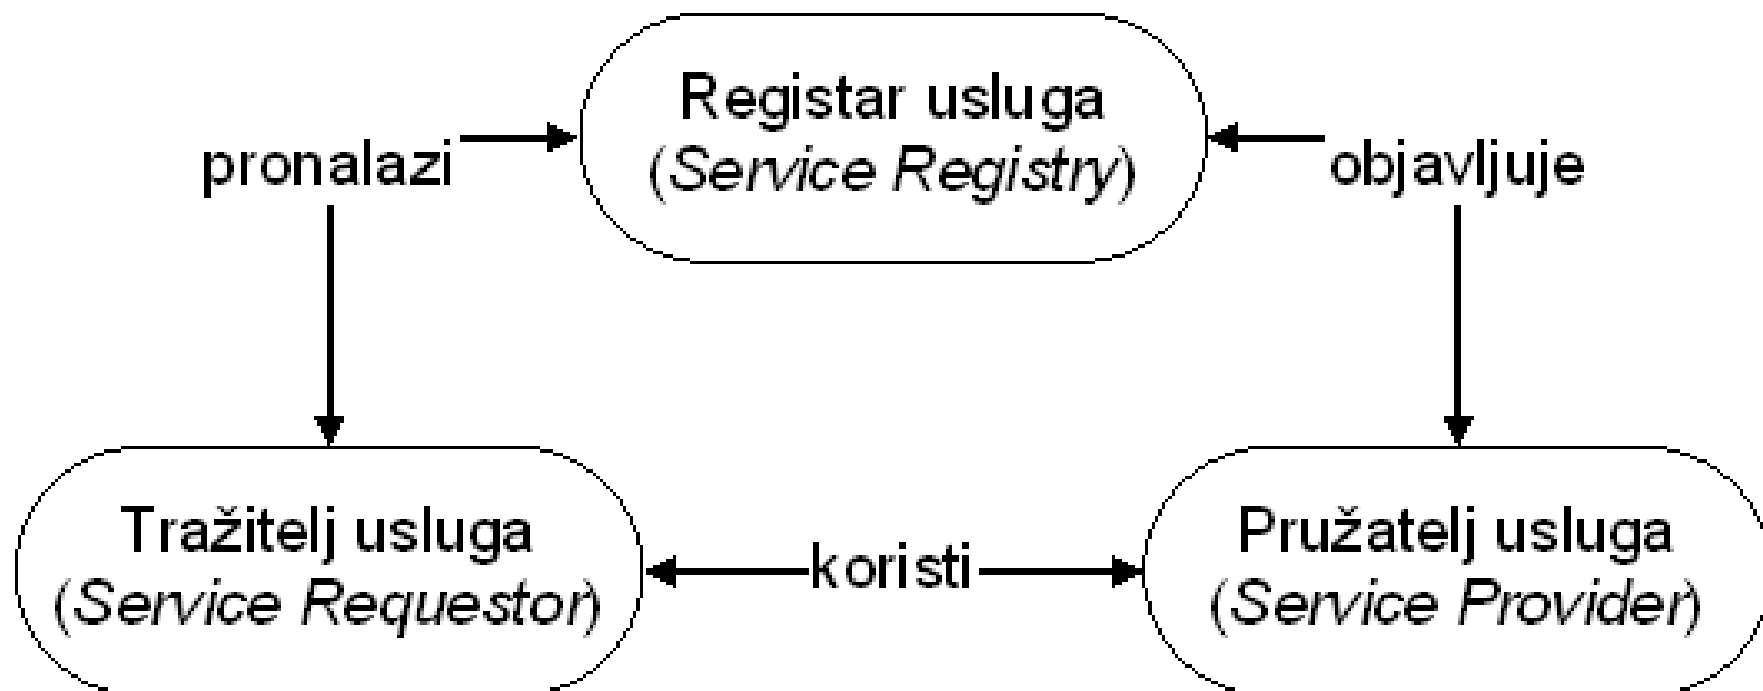 Registar usluga
(Service Registry)
pronalazi
objavljuje
Tražitelj usluga
(Service Requestor)
koristi
Pružatelj usluga
(Service Provider)